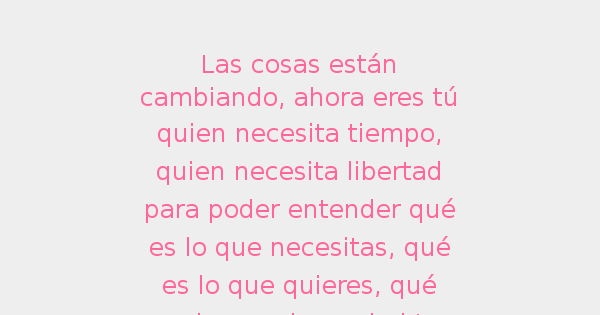 Las cosas están
cambiando, ahora eres tú
quien necesita tiempo,
quien necesita libertad
para poder entender qué
es lo que necesitas, qué
es lo que quieres, qué